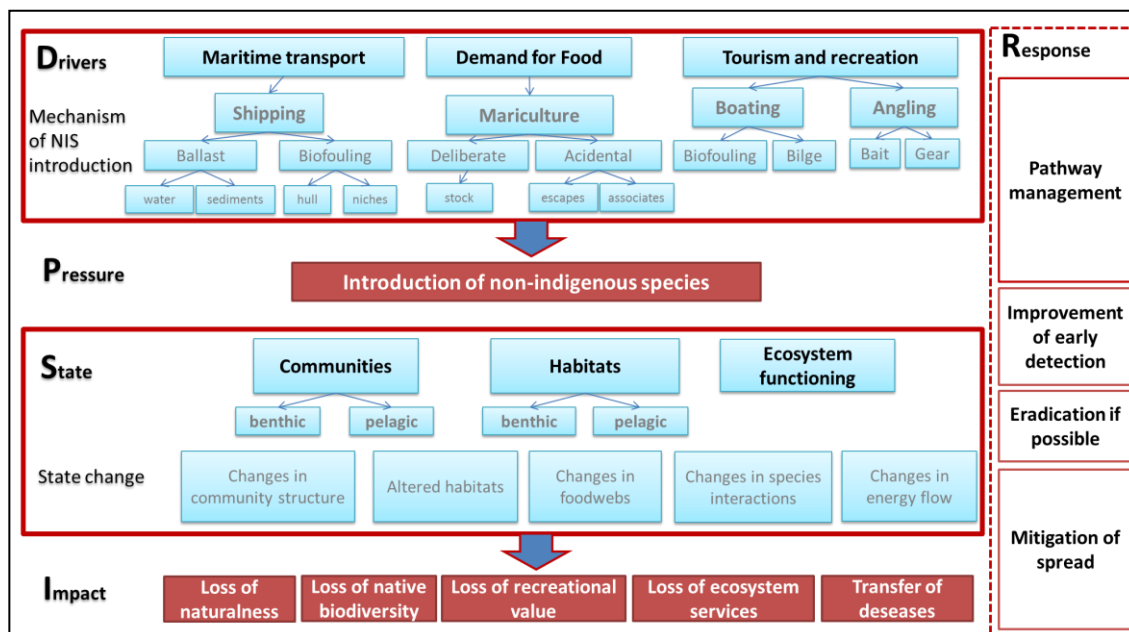 Drivers
Maritime transport
Demand for Food
Tourism and recreation
Mechanism
of NIS
introduction
Shipping
Mariculture
Boating
Angling
Ballast
Biofouling
Deliberate
Acidental
Biofouling
Bilge
Bait
Gear
water
sediments
hull
niches
stock
escapes
associates
Pressure
Introduction of non-indigenous species
State
Communities
Habitats
Ecosystem
functioning
benthic
pelagic
benthic
pelagic
State change
Changes in
community structure
Altered habitats
Changes in
foodwebs
Changes in species
interactions
Changes in
energy flow
Impact
Loss of
naturalness
Loss of native
biodiversity
Loss of recreational
value
Loss of ecosystem
services
Transfer of
deseases
Response
Pathway
management
Improvement
of early
detection
Eradication if
possible
Mitigation of
spread